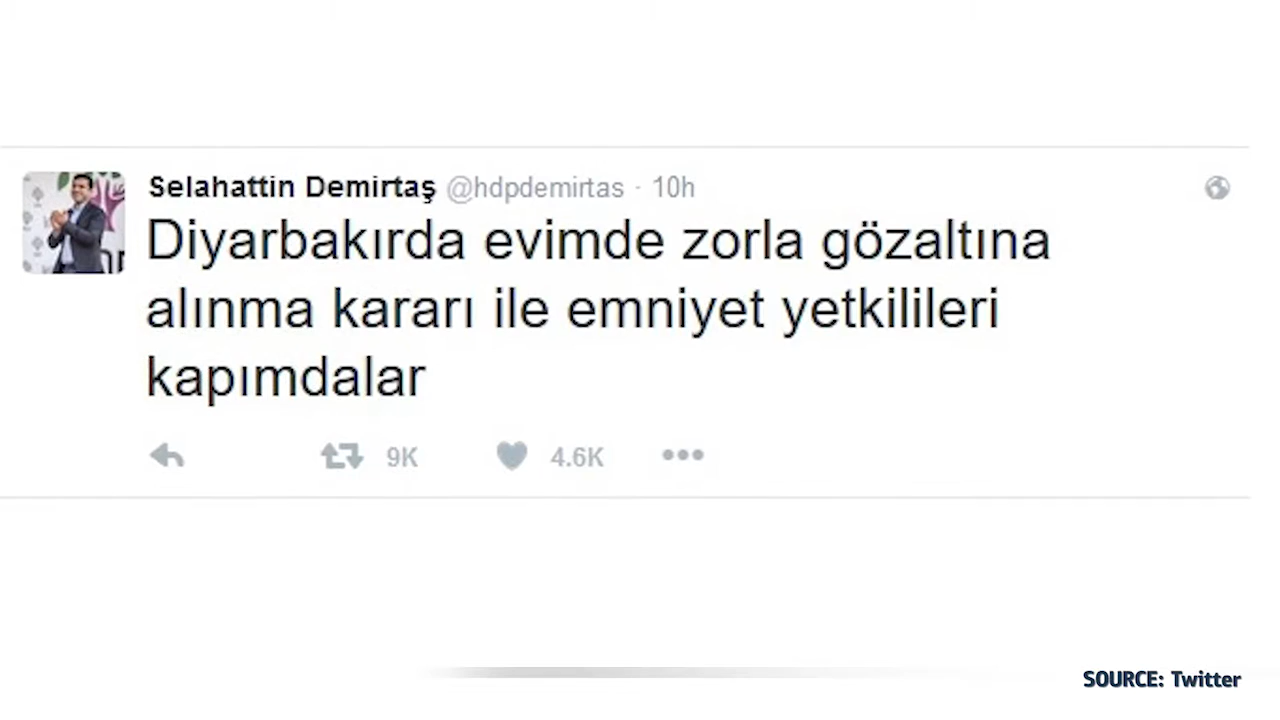 Selahattin Demirtaş @hdpdemirtas · 10h
Diyarbakırda evimde zorla gözaltına
alınma kararı ile emniyet yetkilileri
kapımdalar
9K 4.6K
SOURCE: Twitter